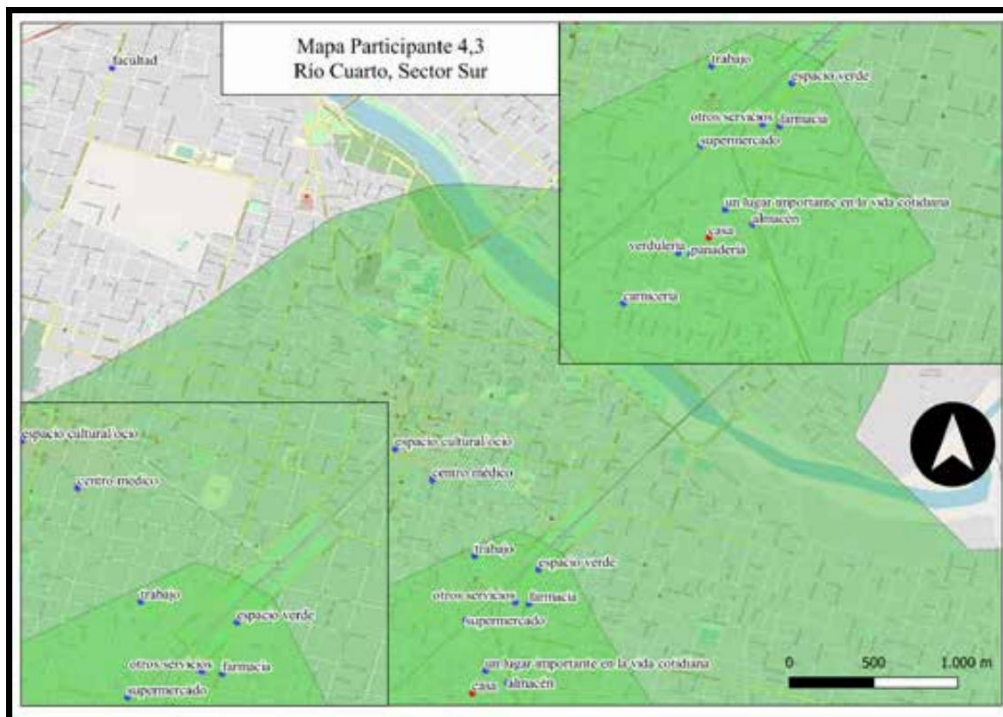 facultad
Mapa Participante 4,3
Río Cuarto, Sector Sur
trabajo
espacio verde
otros servicios
farmacia
supermercado
un lugar importante en la vida cotidiana
almacén
casa
verdulería
panadería
carnicería
espacio cultural/ocio
centro médico
trabajo
espacio verde
otros servicios
farmacia
supermercado
espacio cultural/ocio
centro médico
trabajo
espacio verde
otros servicios
farmacia
supermercado
un lugar importante en la vida cotidiana
almacén
casa
0 500 1.000 m